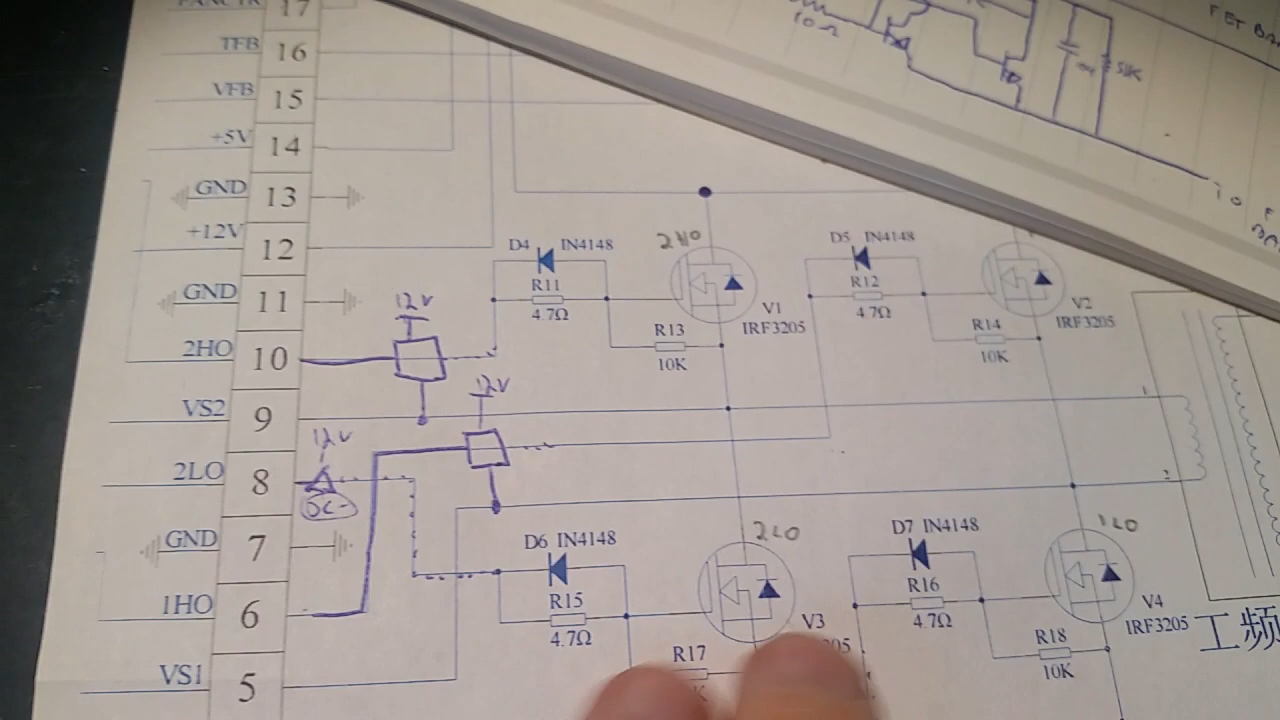 17
10Ω
51K
TFB 16
VFB 15
+5V 14
GND 13
+12V 12
GND 11
2HO 10
VS2 9
2LO 8
GND 7
1HO 6
VS1 5
12V
12V
12V
DC-
D4 IN4148
R11
4.7Ω
2HO
V1
IRF3205
R13
10K
D5 IN4148
R12
4.7Ω
V2
IRF3205
R14
10K
1
2
D6 IN4148
R15
4.7Ω
2LO
V3
R17
D7 IN4148
R16
4.7Ω
1LO
V4
IRF3205
R18
10K
工频